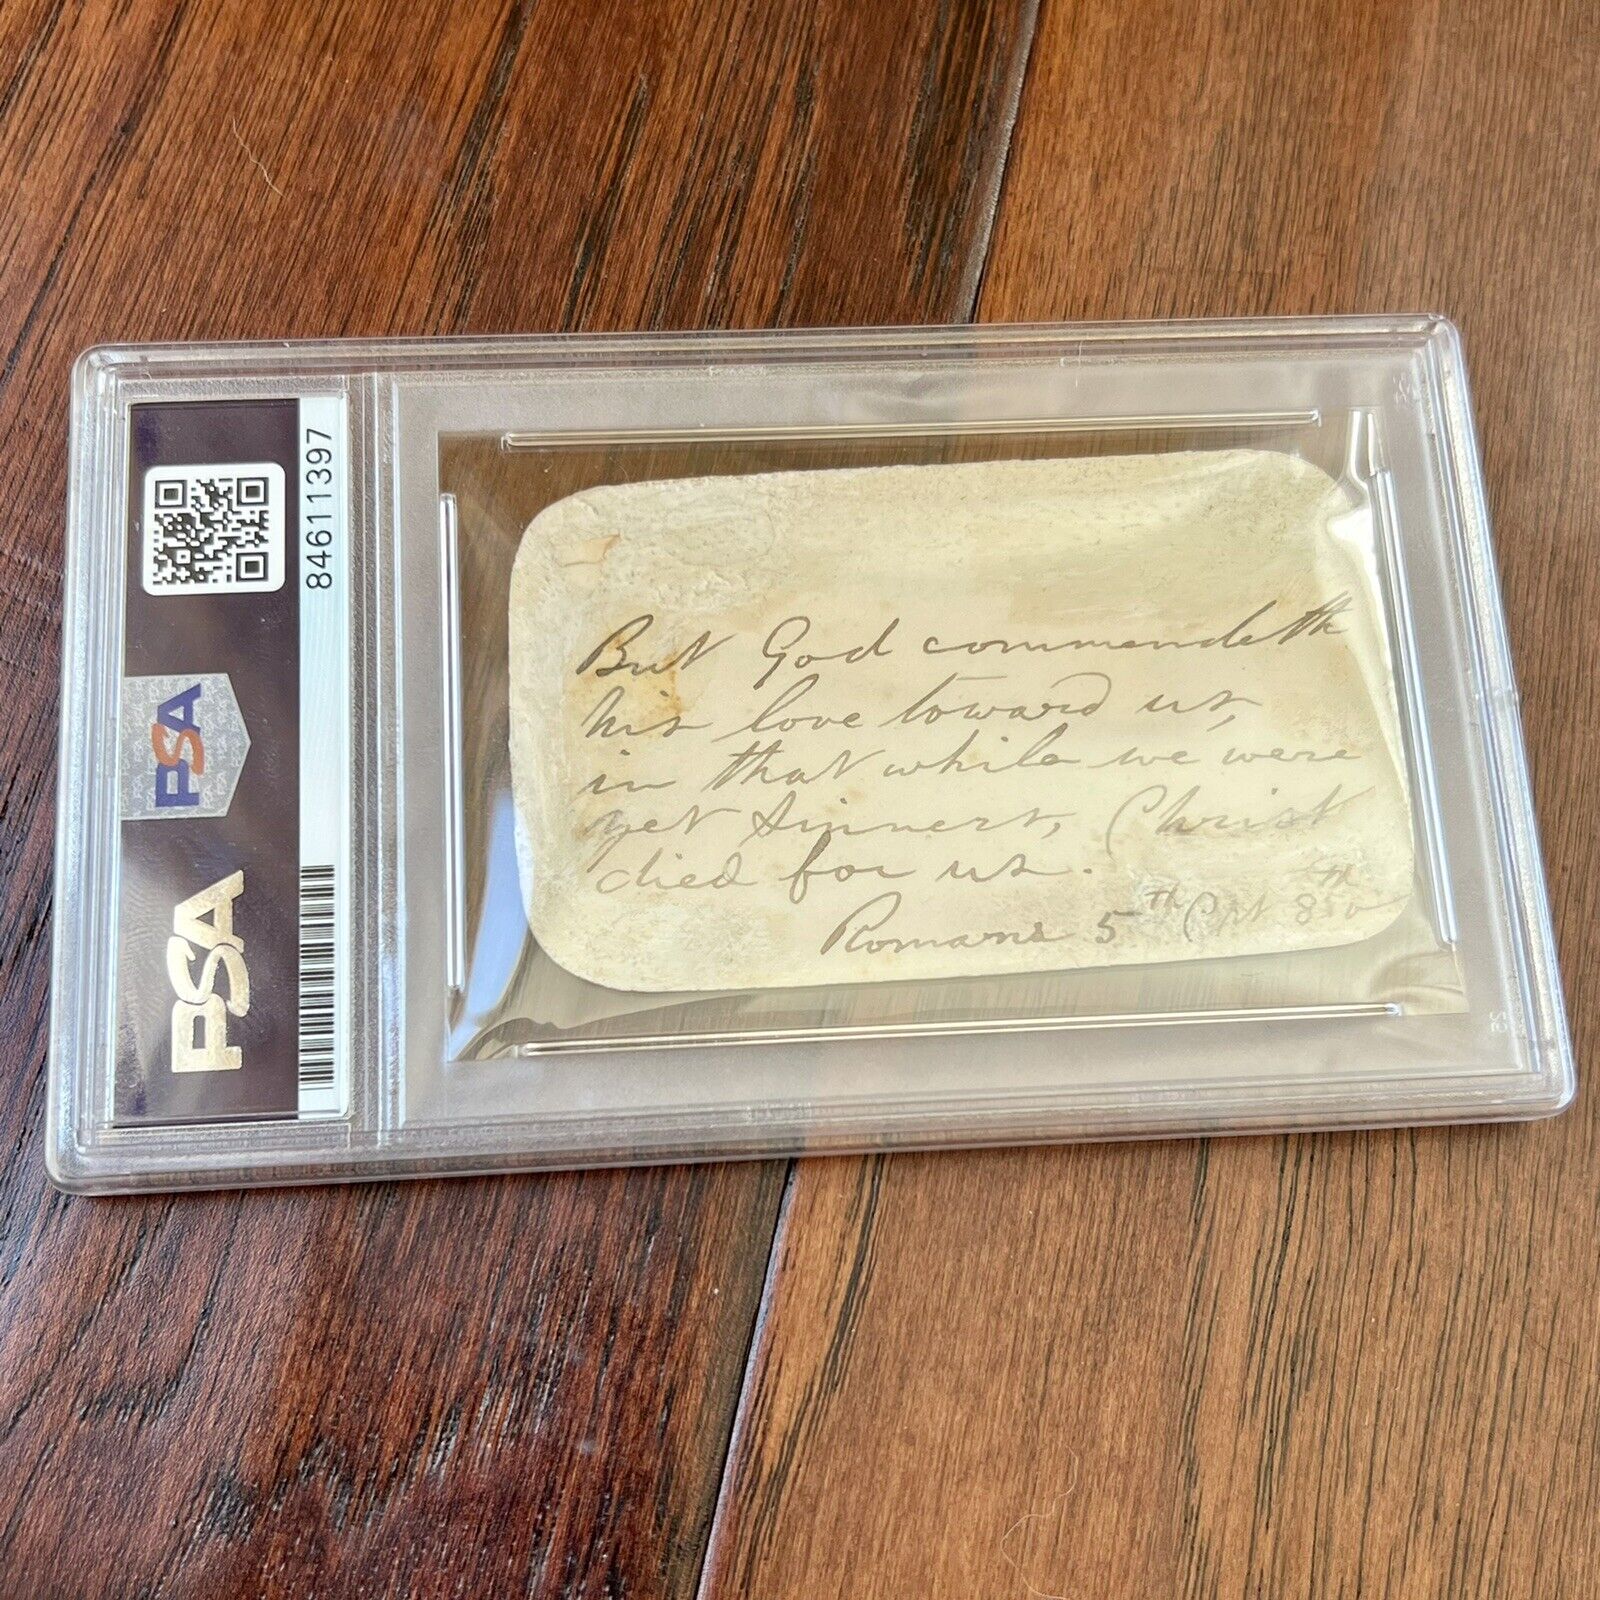 But God commendeth
his love toward us,
in that while we were
yet sinners, Christ
died for us.
Romans 5th Cpt 8th v
84611397
PSA
PSA